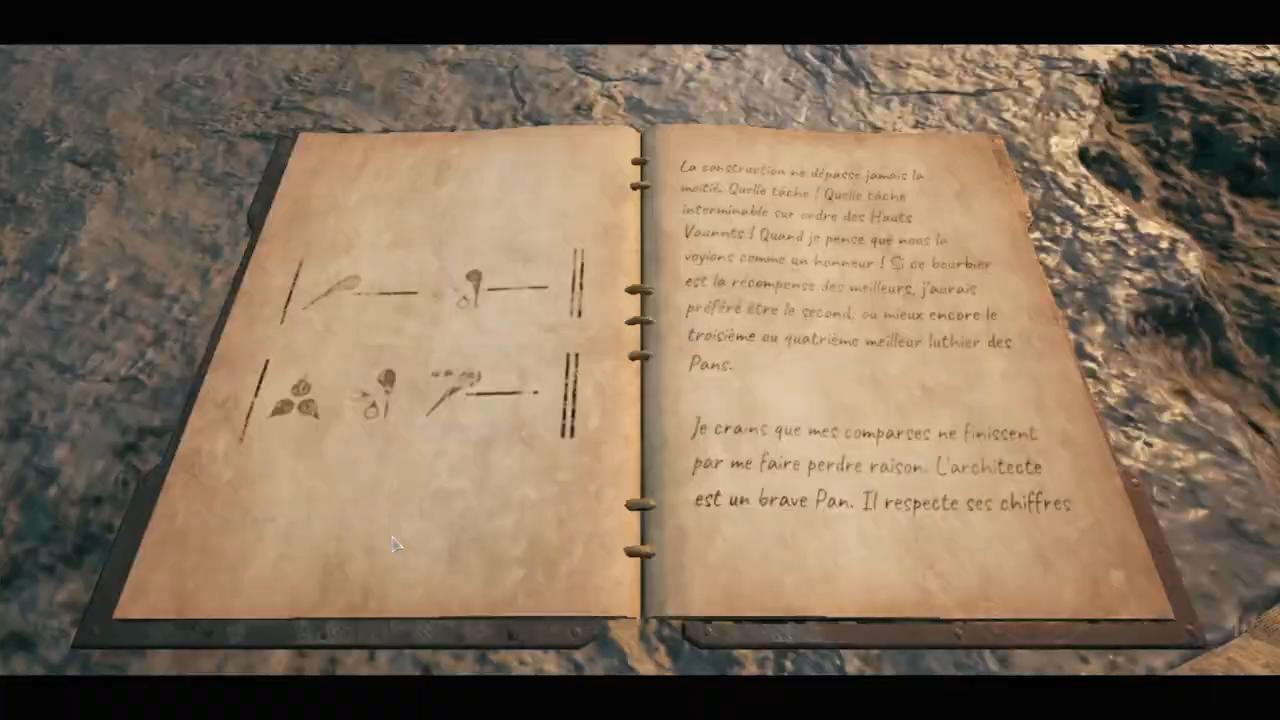 La construction ne dépasse jamais la
moitié. Quelle tâche ! Quelle tâche
interminable sur ordre des Hauts
Vaunnts ! Quand je pense que nous la
voyions comme un honneur ! Si ce bourbier
est la récompense des meilleurs, j'aurais
préféré être le second, ou mieux encore le
troisième ou quatrième meilleur luthier des
Pans.
Je crains que mes comparses ne finissent
par me faire perdre raison. L'architecte
est un brave Pan. Il respecte ses chiffres